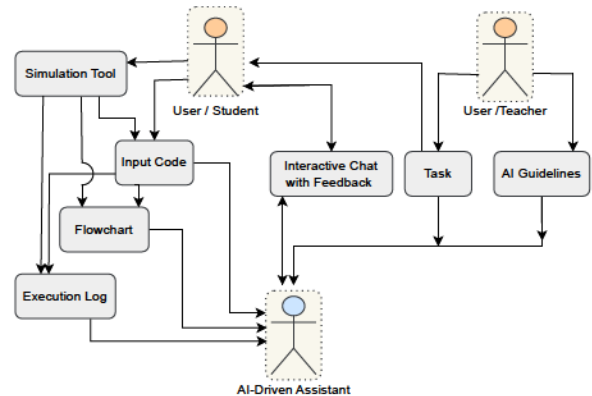 Simulation Tool
User / Student
User /Teacher
Input Code
Interactive Chat
with Feedback
Task
AI Guidelines
Flowchart
Execution Log
AI-Driven Assistant